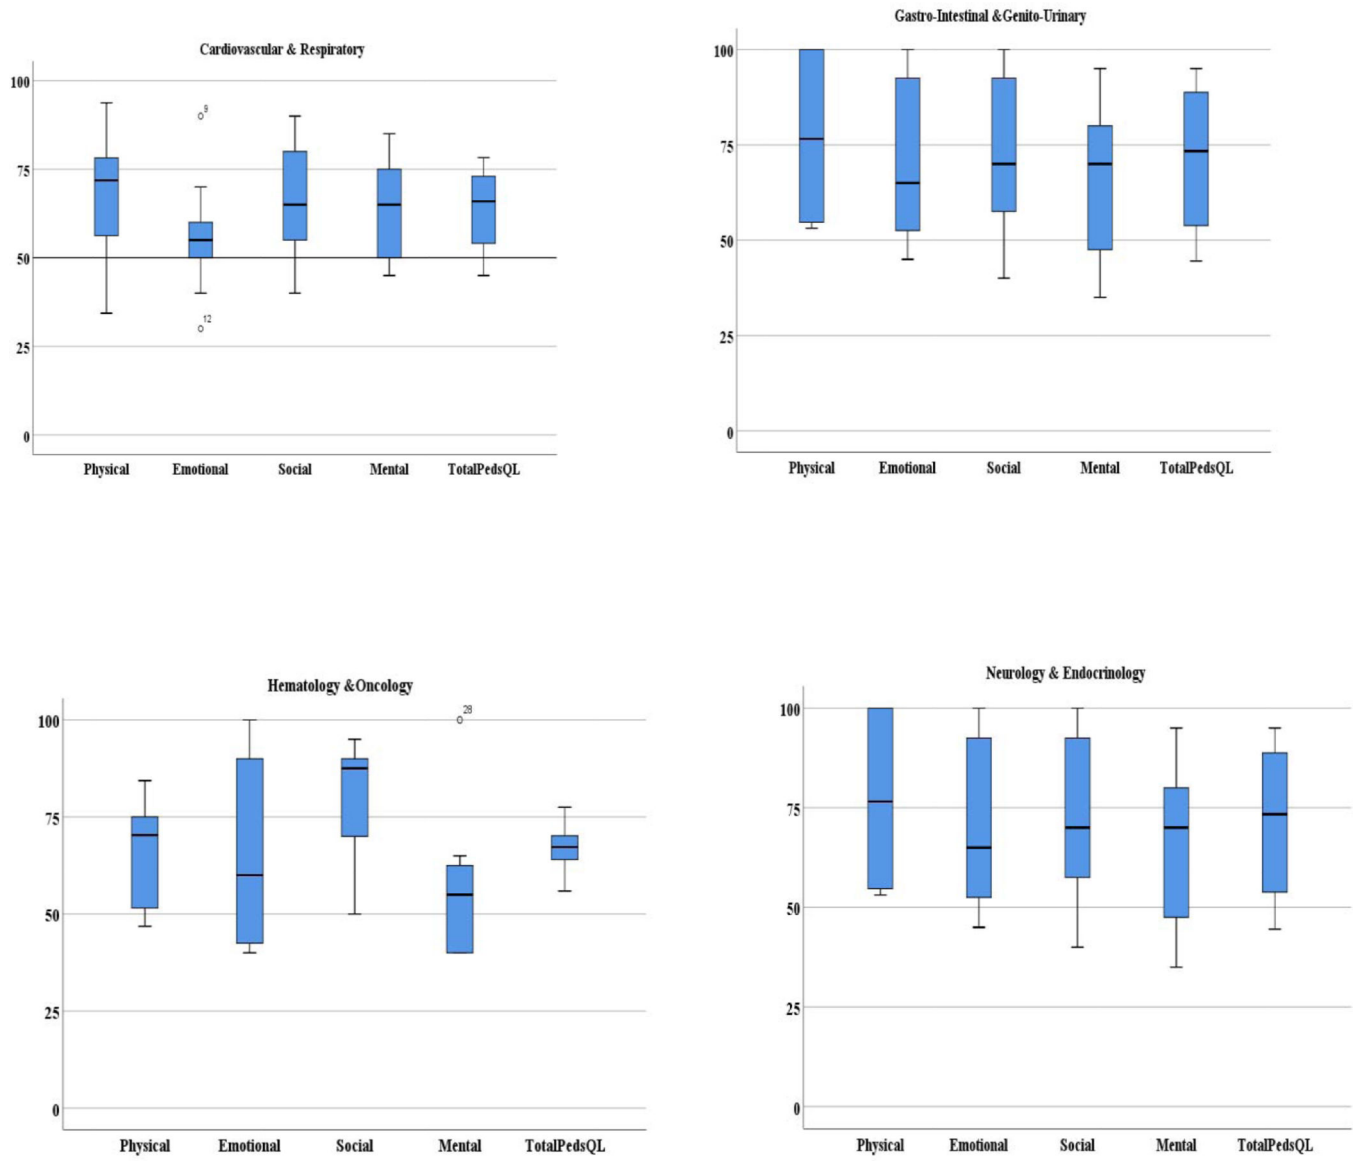 Cardiovascular & Respiratory
100
9
75
50
12
25
0
Physical Emotional Social Mental TotalPedsQL
Gastro-Intestinal &Genito-Urinary
100
75
50
25
0
Physical Emotional Social Mental TotalPedsQL
Hematology &Oncology
100
28
75
50
25
0
Physical Emotional Social Mental TotalPedsQL
Neurology & Endocrinology
100
75
50
25
0
Physical Emotional Social Mental TotalPedsQL